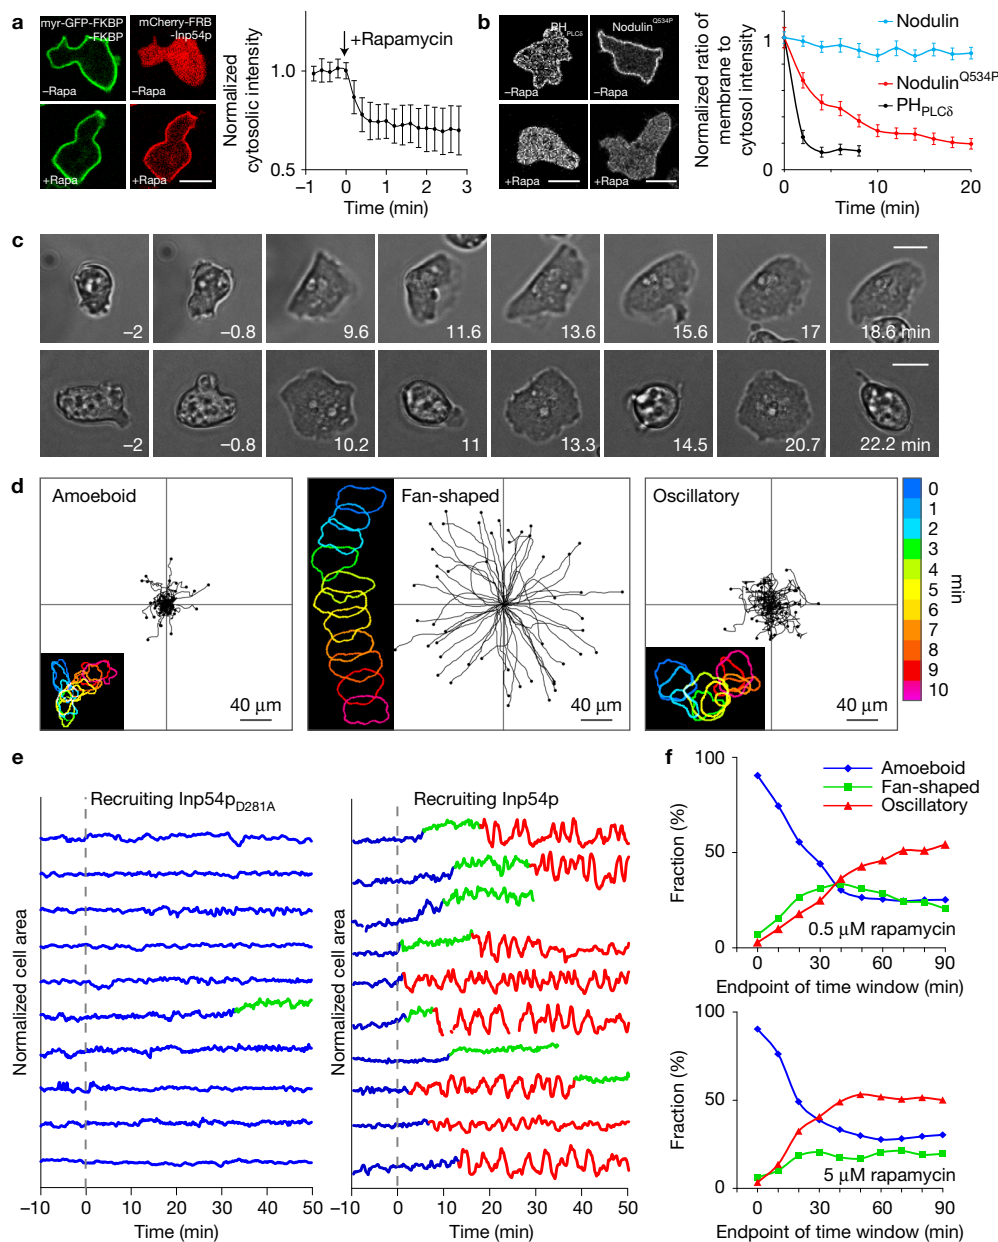 a
myr-GFP-FKBP
-FKBP
–Rapa
mCherry-FRB
-Inp54p
–Rapa
+Rapa
+Rapa
Normalized
cytosolic intensity
+Rapamycin
1.0
0.5
–1 0 1 2 3
Time (min)
b
PH PLCδ
–Rapa
Nodulin Q534P
–Rapa
+Rapa
+Rapa
Normalized ratio of
membrane to
cytosol intensity
1
0
Nodulin
Nodulin Q534P
PH PLCδ
0 10 20
Time (min)
c
–2 –0.8 9.6 11.6 13.6 15.6 17 18.6 min
–2 –0.8 10.2 11 13.3 14.5 20.7 22.2 min
d
Amoeboid
40 μm
Fan-shaped
40 μm
Oscillatory
40 μm
0
1
2
3
4
5
6
7
8
9
10
min
e
Recruiting Inp54p D281A
Normalized cell area
–10 0 10 20 30 40 50
Time (min)
Recruiting Inp54p
Normalized cell area
–10 0 10 20 30 40 50
Time (min)
f
Amoeboid
Fan-shaped
Oscillatory
Fraction (%)
100
50
0
0.5 μM rapamycin
0 30 60 90
Endpoint of time window (min)
Fraction (%)
100
50
0
5 μM rapamycin
0 30 60 90
Endpoint of time window (min)